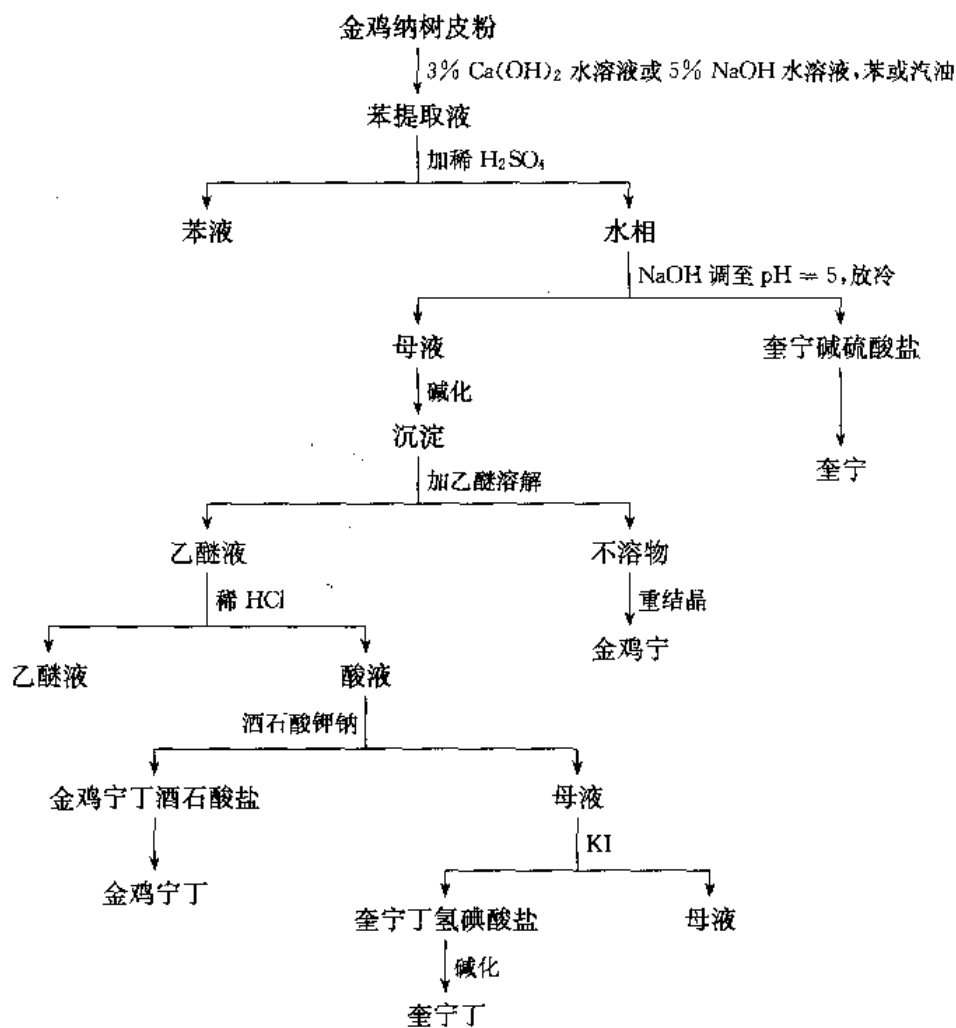 金鸡纳树皮粉
3% Ca(OH)₂ 水溶液或 5% NaOH 水溶液,苯或汽油
苯提取液
加稀 H₂SO₄
苯液
水相
NaOH 调至 pH = 5,放冷
母液
奎宁碱硫酸盐
碱化
沉淀
奎宁
加乙醚溶解
乙醚液
不溶物
稀 HCl
重结晶
金鸡宁
乙醚液
酸液
酒石酸钾钠
金鸡宁丁酒石酸盐
母液
KI
金鸡宁丁
奎宁丁氢碘酸盐
母液
碱化
奎宁丁